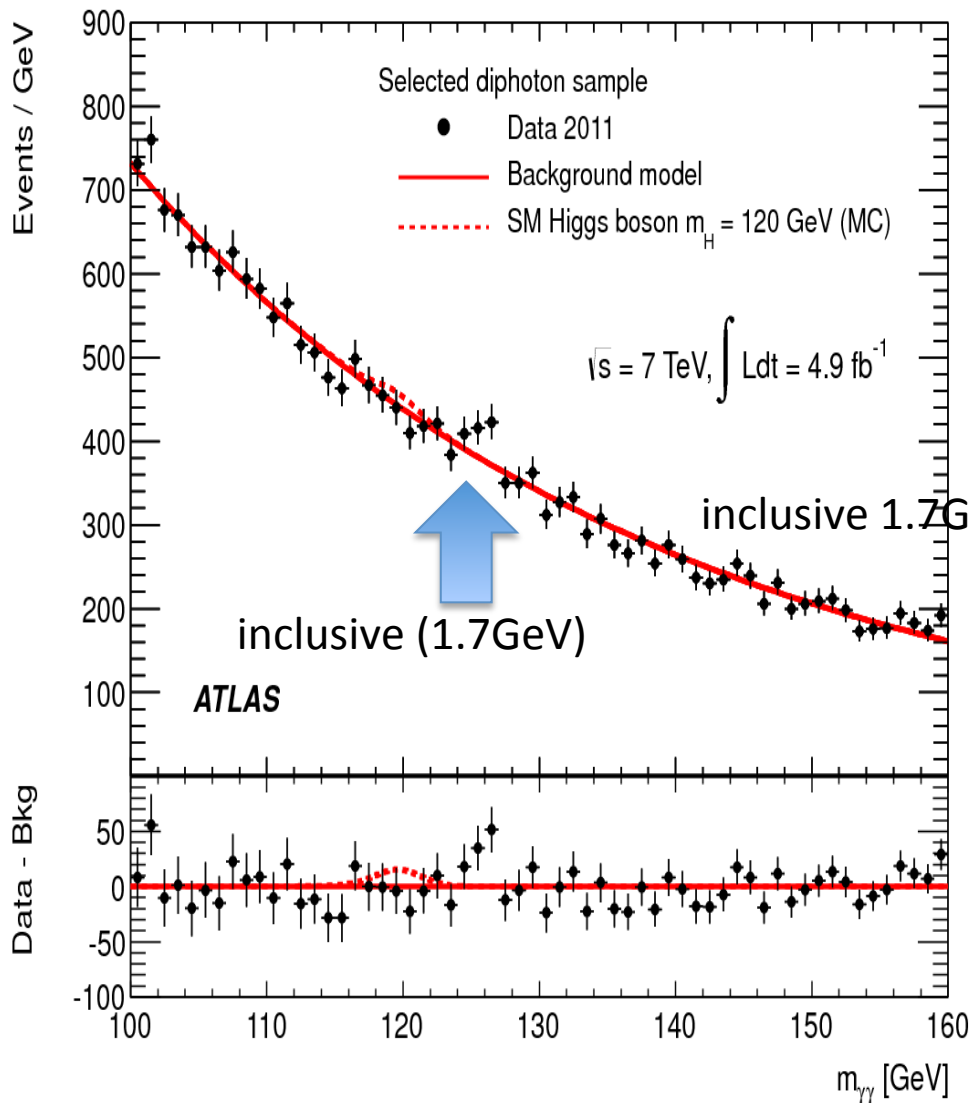 Events / GeV
900
800
700
600
500
400
300
200
100
Selected diphoton sample
Data 2011
Background model
SM Higgs boson m_H = 120 GeV (MC)
√s = 7 TeV, ∫ Ldt = 4.9 fb⁻¹
inclusive 1.7G
inclusive (1.7GeV)
ATLAS
Data - Bkg
50
0
-50
-100
100 110 120 130 140 150 160
m_γγ [GeV]